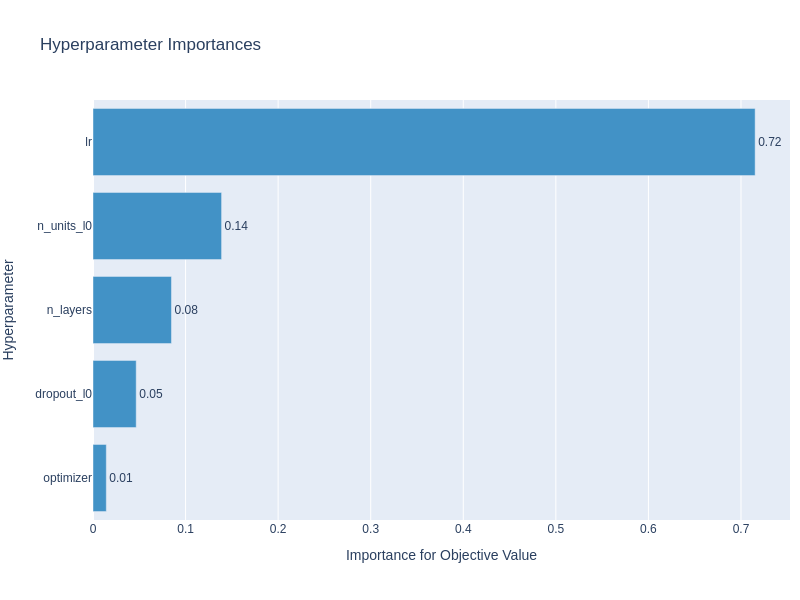 Hyperparameter Importances
Hyperparameter
lr
0.72
n_units_l0
0.14
n_layers
0.08
dropout_l0
0.05
optimizer
0.01
0 0.1 0.2 0.3 0.4 0.5 0.6 0.7
Importance for Objective Value